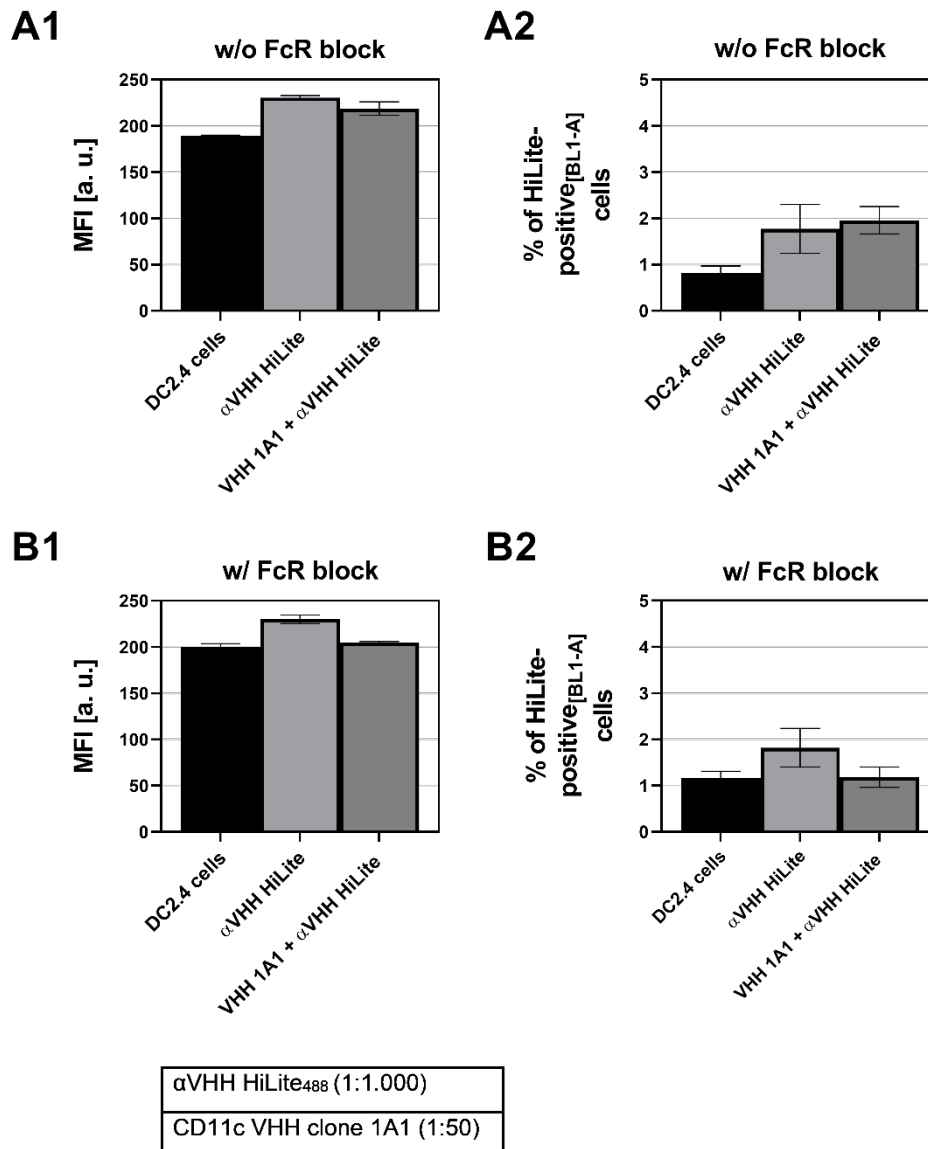 A1
w/o FcR block
MFI [a. u.]
250
200
150
100
50
0
DC2.4 cells
αVHH HiLite
VHH 1A1 + αVHH HiLite
A2
w/o FcR block
% of HiLite-
positive[BL1-A]
cells
5
4
3
2
1
0
DC2.4 cells
αVHH HiLite
VHH 1A1 + αVHH HiLite
B1
w/ FcR block
MFI [a. u.]
250
200
150
100
50
0
DC2.4 cells
αVHH HiLite
VHH 1A1 + αVHH HiLite
B2
w/ FcR block
% of HiLite-
positive[BL1-A]
cells
5
4
3
2
1
0
DC2.4 cells
αVHH HiLite
VHH 1A1 + αVHH HiLite
αVHH HiLite488 (1:1.000)
CD11c VHH clone 1A1 (1:50)